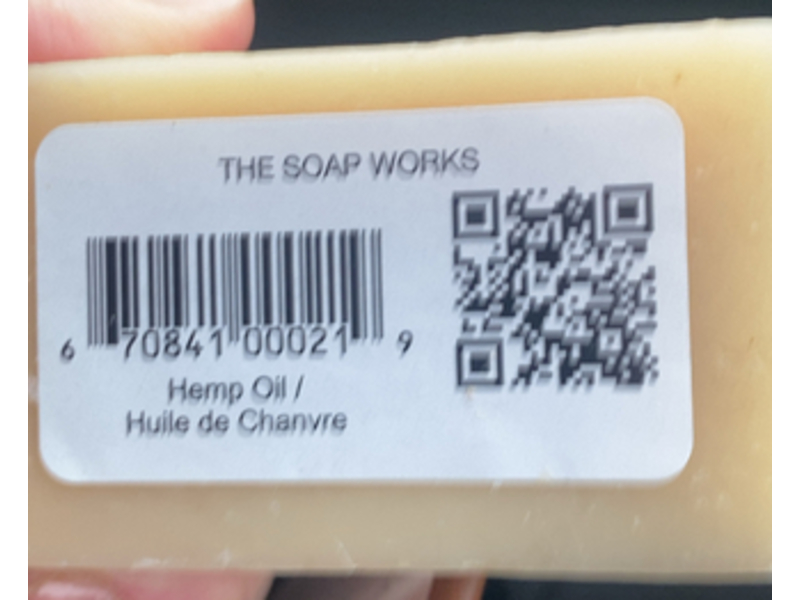 THE SOAP WORKS
6 70841 00021 9
Hemp Oil /
Huile de Chanvre